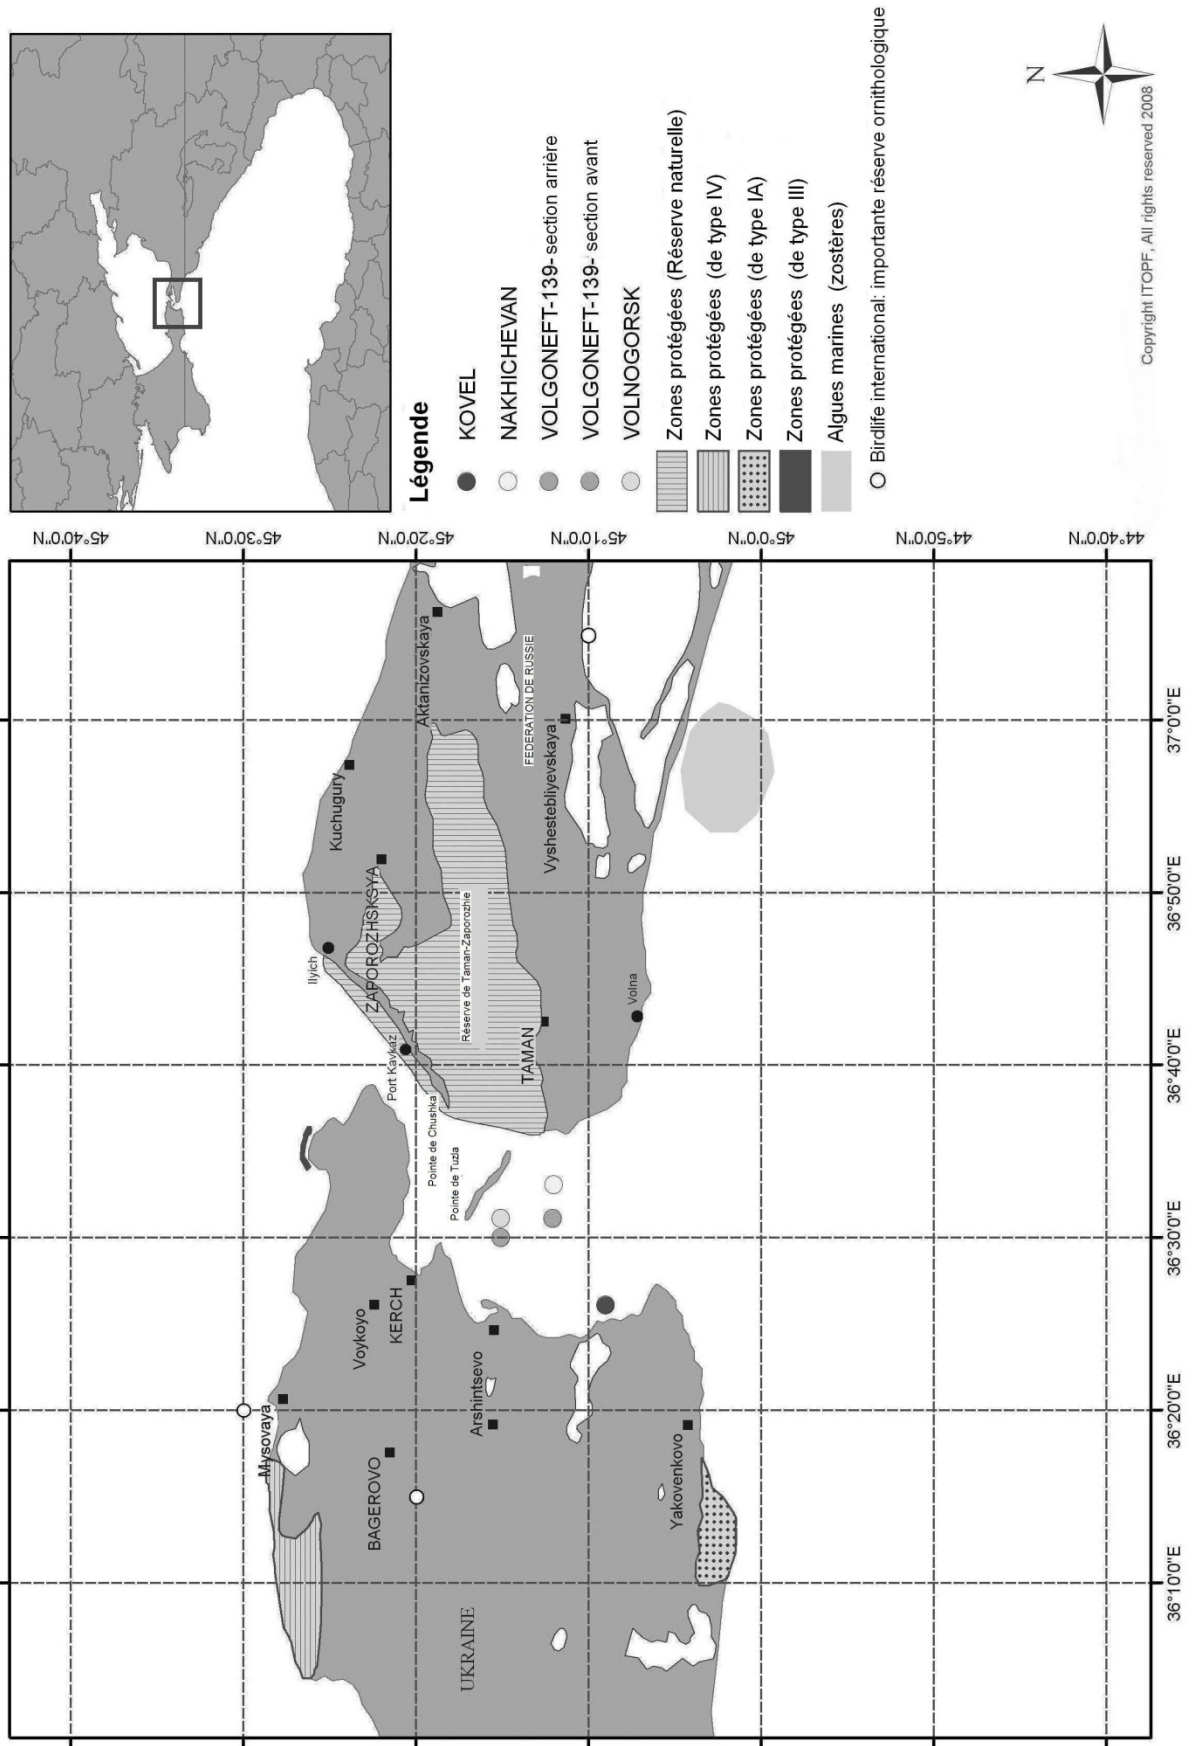 45°40'0"N
45°30'0"N
45°20'0"N
45°10'0"N
45°0'0"N
44°50'0"N
44°40'0"N
36°10'0"E
36°20'0"E
36°30'0"E
36°40'0"E
36°50'0"E
37°0'0"E
Mysovaya
BAGEROVO
UKRAINE
Voykoyo
KERCH
Arshintsevo
Yakovenkovo
Pointe de Tuzla
Pointe de Chushka
Port Kavkaz
Ilyich
ZAPOROZHSKSYA
Kuchugury
Aktanizovskaya
Réserve de Taman-Zaporozhie
FEDERATION DE RUSSIE
TAMAN
Vyshestebliyevskaya
Volna
Légende
KOVEL
NAKHICHEVAN
VOLGONEFT-139- section arrière
VOLGONEFT-139- section avant
VOLNOGORSK
Zones protégées (Réserve naturelle)
Zones protégées (de type IV)
Zones protégées (de type IA)
Zones protégées (de type III)
Algues marines (zostères)
Birdlife international: importante réserve ornithologique
N
Copyright ITOPF, All rights reserved 2008